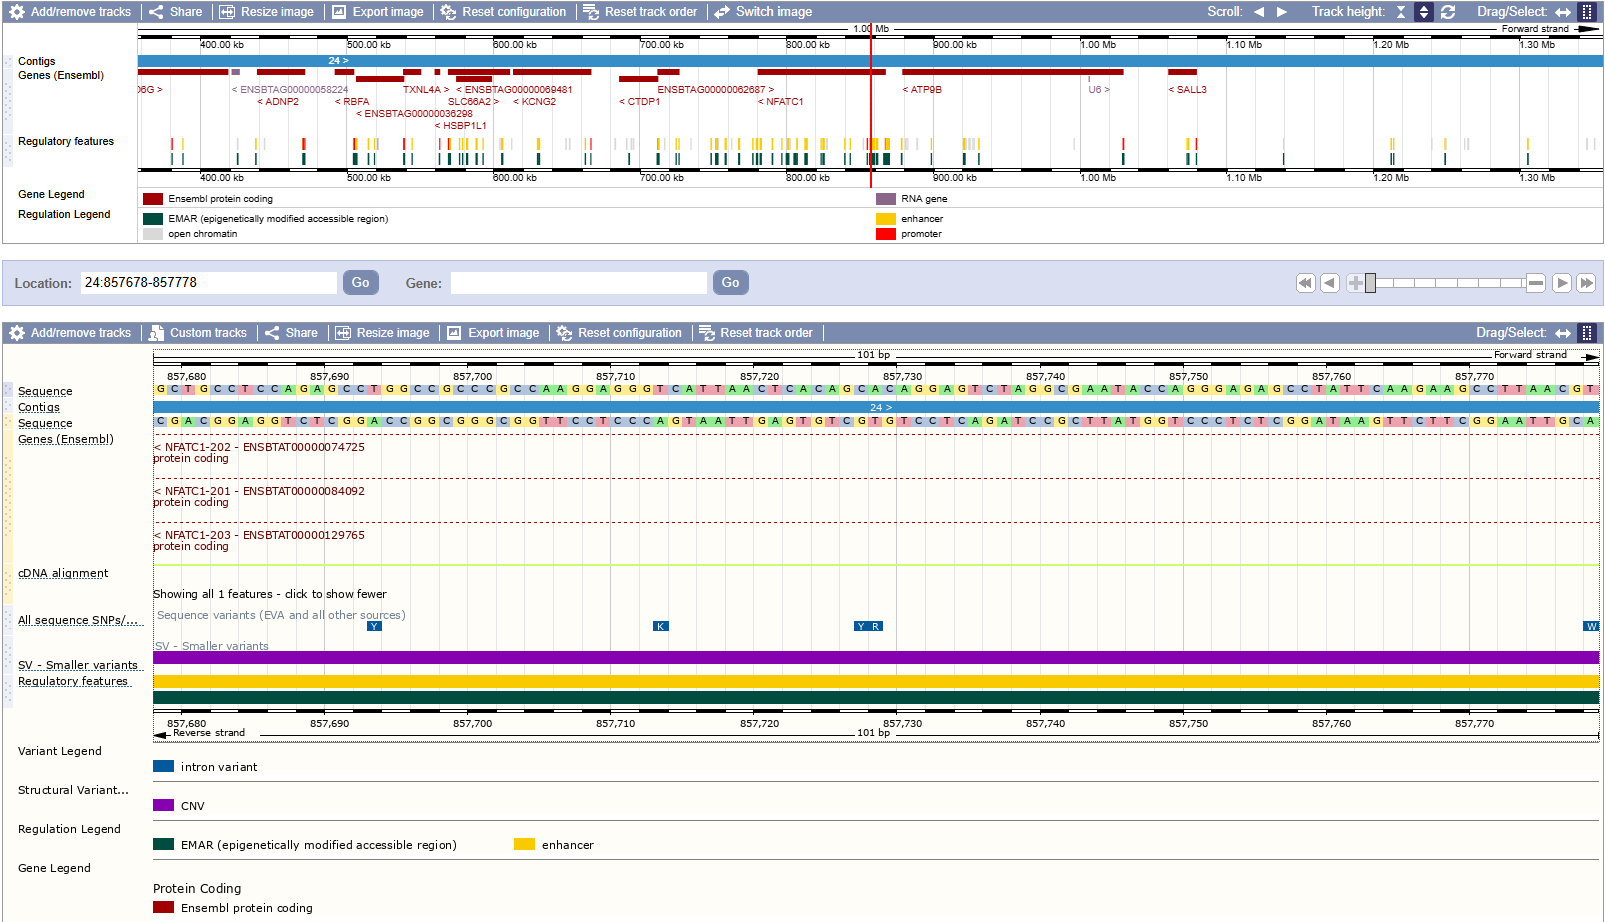 Add/remove tracks Share Resize image Export image Reset configuration Reset track order Switch image Scroll: Track height: Drag/Select:
1.00 Mb Forward strand
400.00 kb 500.00 kb 600.00 kb 700.00 kb 800.00 kb 900.00 kb 1.00 Mb 1.10 Mb 1.20 Mb 1.30 Mb
Contigs 24 >
Genes (Ensembl)
06G > < ENSBTAG00000058224 TXNL4A > < ENSBTAG00000069481 ENSBTAG00000062687 > < ATP9B U6 > < SALL3
< ADNP2 < RBFA SLC66A2 > < KCNG2 < CTDP1 < NFATC1
< ENSBTAG00000036298
< HSBP1L1
Regulatory features
400.00 kb 500.00 kb 600.00 kb 700.00 kb 800.00 kb 900.00 kb 1.00 Mb 1.10 Mb 1.20 Mb 1.30 Mb
Gene Legend Ensembl protein coding RNA gene
Regulation Legend EMAR (epigenetically modified accessible region) enhancer
open chromatin promoter
Location: 24:857678-857778 Go Gene: Go
Add/remove tracks Custom tracks Share Resize image Export image Reset configuration Reset track order Drag/Select:
101 bp Forward strand
857,680 857,690 857,700 857,710 857,720 857,730 857,740 857,750 857,760 857,770
Sequence G C T G C C T C C A G A G C C T G G C C G C C C G C C A A G G A G G G T C A T T A A C T C A C A G C A C A G G A G T C T A G G C G A A T A C C A G G G A G A G C C T A T T C A A G A A G C C T T A A C G T
Contigs 24 >
Sequence C G A C G G A G G T C T C G G A C C G G C G G G C G G T T C C T C C C A G T A A T T G A G T G T C G T G T C C T C A G A T C C G C T T A T G G T C C C T C T C G G A T A A G T T C T T C G G A A T T G C A
Genes (Ensembl)
< NFATC1-202 - ENSBTAT00000074725
protein coding
< NFATC1-201 - ENSBTAT00000084092
protein coding
< NFATC1-203 - ENSBTAT00000129765
protein coding
cDNA alignment
Showing all 1 features - click to show fewer
All sequence SNPs/... Sequence variants (EVA and all other sources)
Y K Y R W
SV - Smaller variants
SV - Smaller variants
Regulatory features
857,680 857,690 857,700 857,710 857,720 857,730 857,740 857,750 857,760 857,770
Reverse strand 101 bp
Variant Legend
intron variant
Structural Variant...
CNV
Regulation Legend
EMAR (epigenetically modified accessible region) enhancer
Gene Legend
Protein Coding
Ensembl protein coding